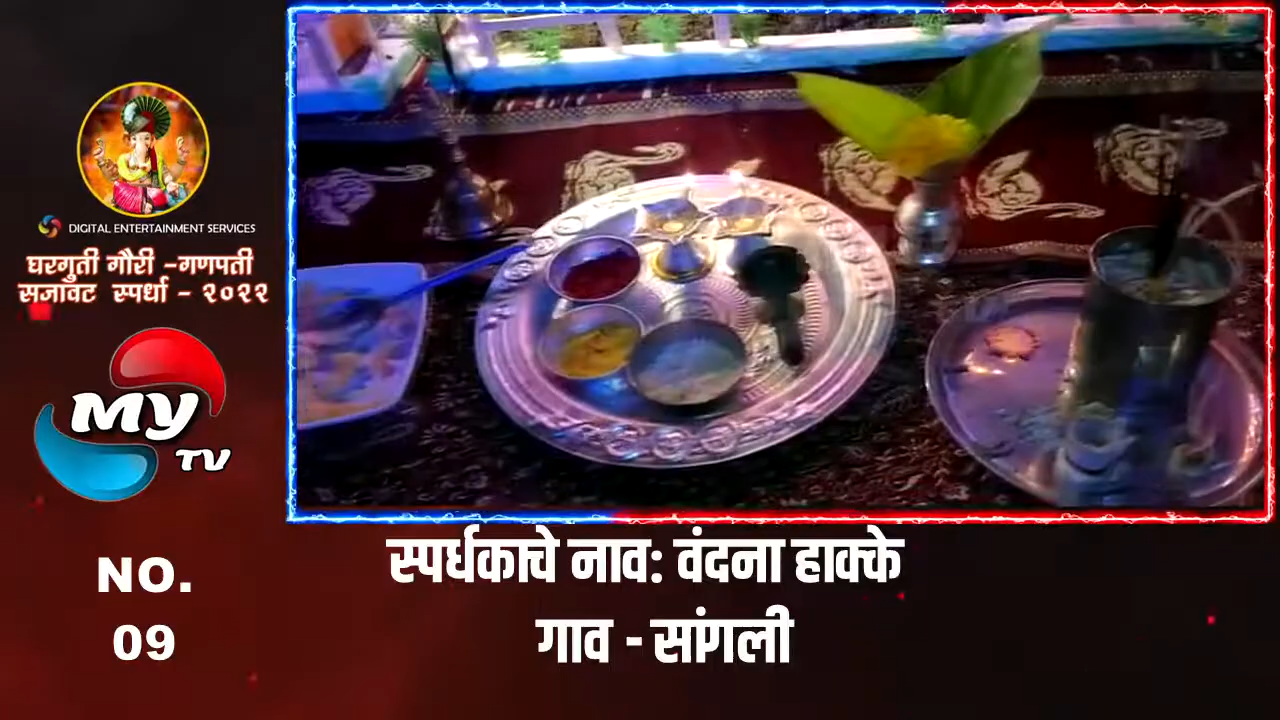 DIGITAL ENTERTAINMENT SERVICES
घरगुती गौरी -गणपती
सजावट स्पर्धा - २०२२
MY
TV
NO.
09
स्पर्धकाचे नाव: वंदना हाक्के
गाव - सांगली